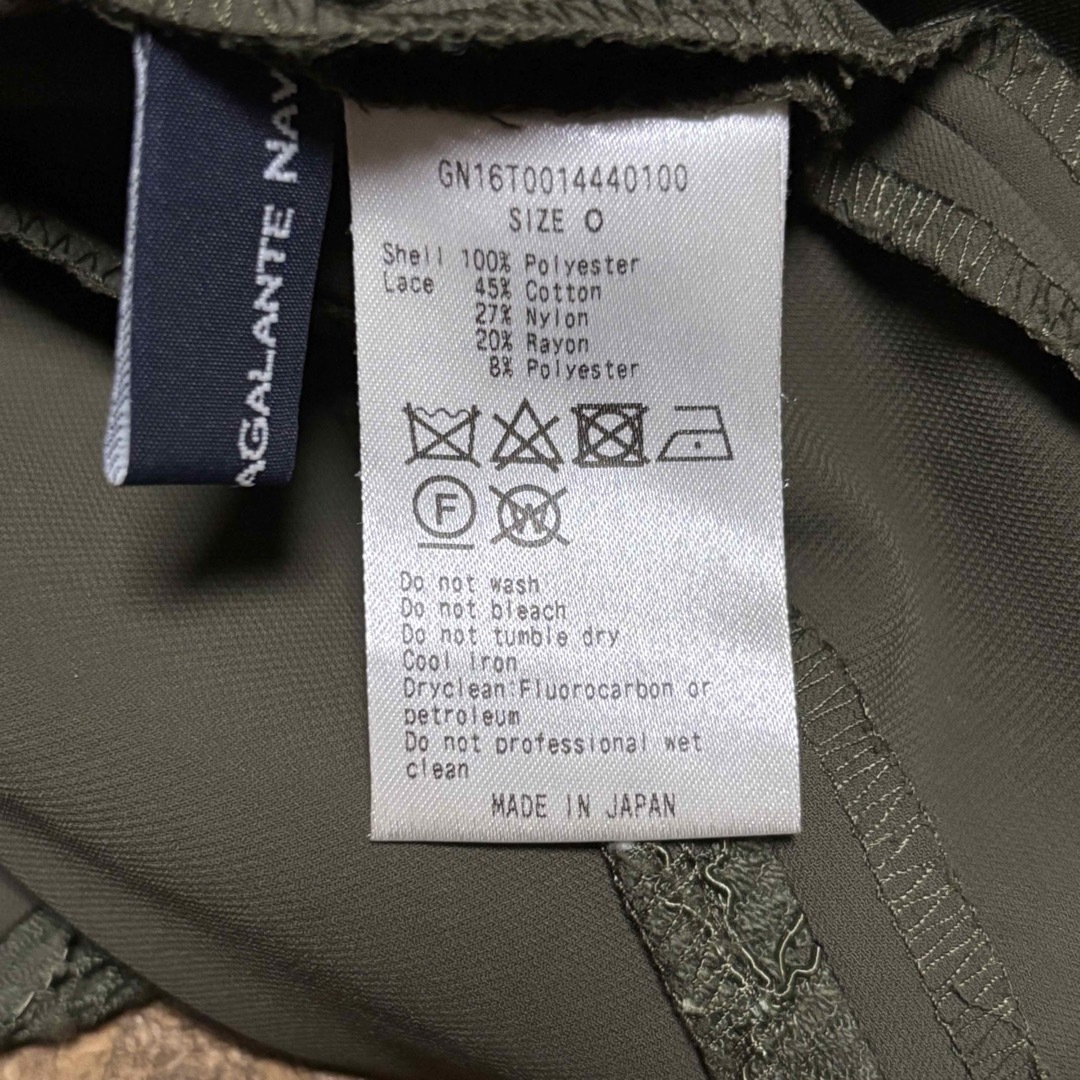 AGALANTE NAV
GN16T0014440100
SIZE 0
Shell 100% Polyester
Lace 45% Cotton
27% Nylon
20% Rayon
8% Polyester
F
W
Do not wash
Do not bleach
Do not tumble dry
Cool iron
Dryclean:Fluorocarbon or
petroleum
Do not professional wet
clean
MADE IN JAPAN